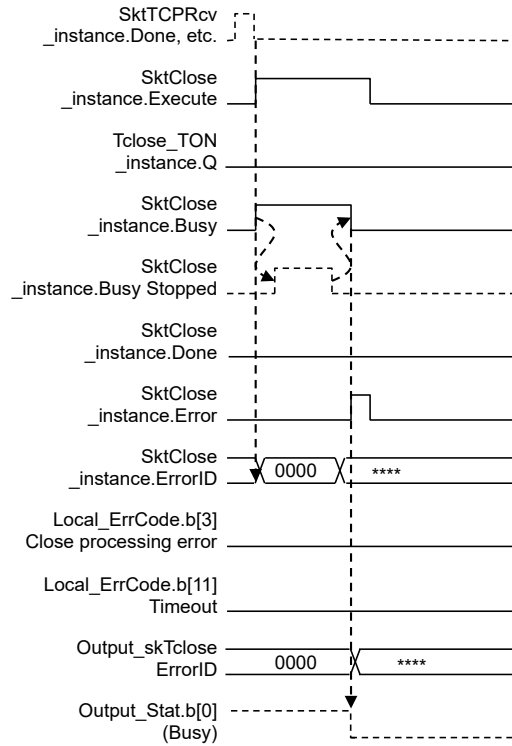 SktTCPRcv
_instance.Done, etc.
SktClose
_instance.Execute
Tclose_TON
_instance.Q
SktClose
_instance.Busy
SktClose
_instance.Busy Stopped
SktClose
_instance.Done
SktClose
_instance.Error
SktClose
_instance.ErrorID
0000
****
Local_ErrCode.b[3]
Close processing error
Local_ErrCode.b[11]
Timeout
Output_skTclose
ErrorID
0000
****
Output_Stat.b[0]
(Busy)